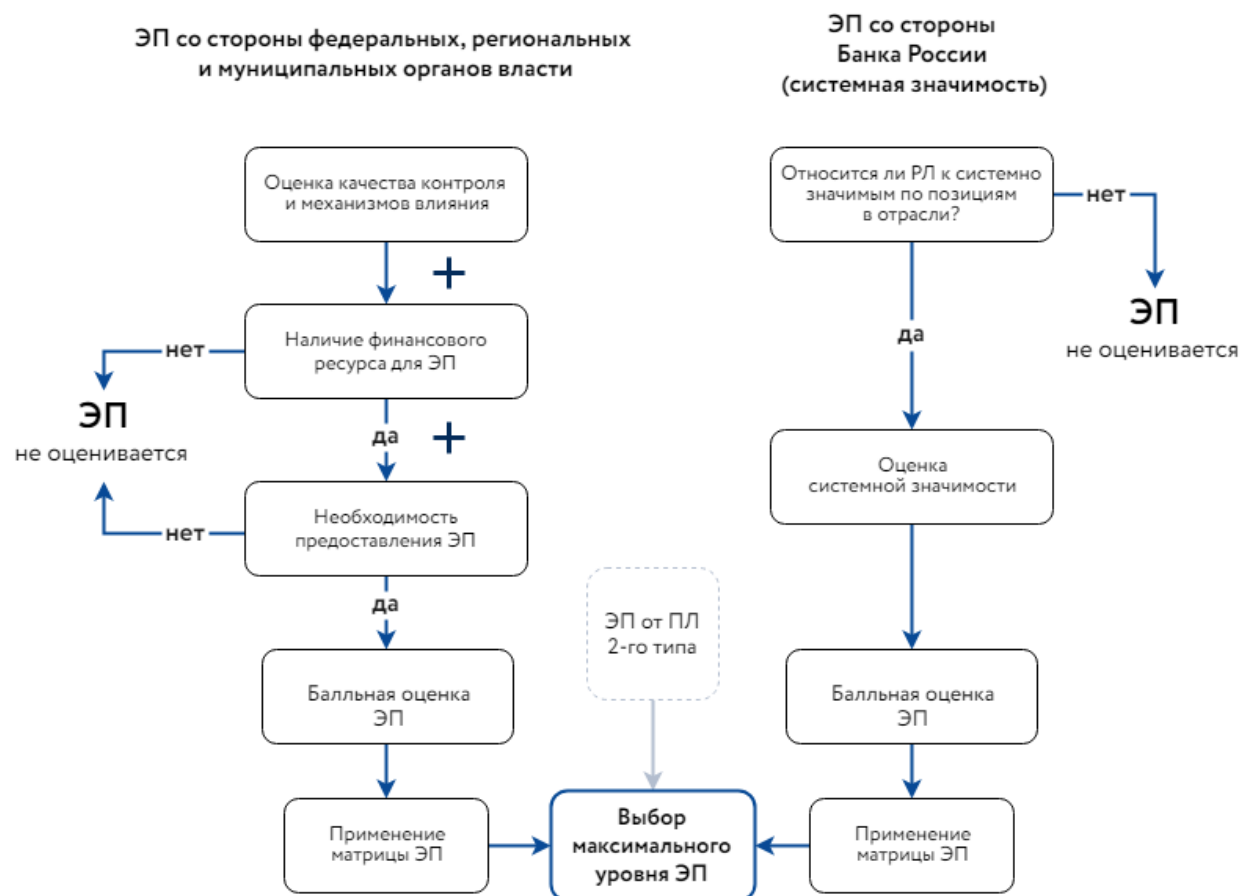 ЭП со стороны федеральных, региональных
и муниципальных органов власти
ЭП со стороны
Банка России
(системная значимость)
Оценка качества контроля
и механизмов влияния
+
Наличие финансового
ресурса для ЭП
нет
ЭП
не оценивается
да
+
Необходимость
предоставления ЭП
нет
да
Балльная оценка
ЭП
Применение
матрицы ЭП
ЭП от ПЛ
2-го типа
Выбор
максимального
уровня ЭП
Относится ли РЛ к системно
значимым по позициям
в отрасли?
нет
ЭП
не оценивается
да
Оценка
системной значимости
Балльная оценка
ЭП
Применение
матрицы ЭП